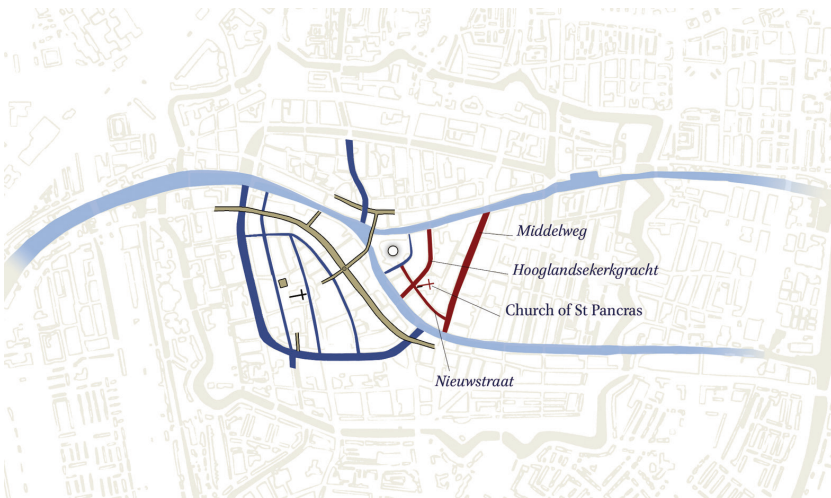 Middelweg
Hooglandsekerkgracht
Church of St Pancras
Nieuwstraat